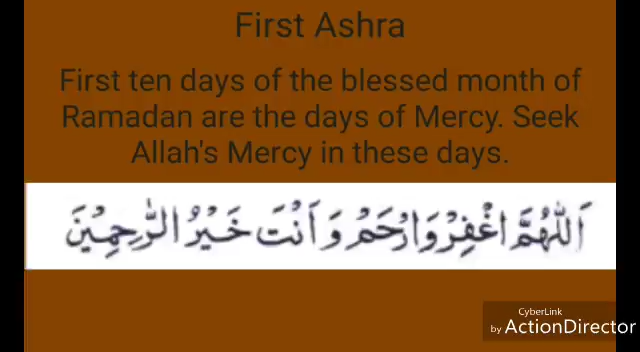 First Ashra
First ten days of the blessed month of
Ramadan are the days of Mercy. Seek
Allah's Mercy in these days.
اَللّٰهُمَّ اغْفِرْ وَارْحَمْ وَاَنْتَ خَيْرُ الرّٰحِمِيْنَ
CyberLink
by ActionDirector